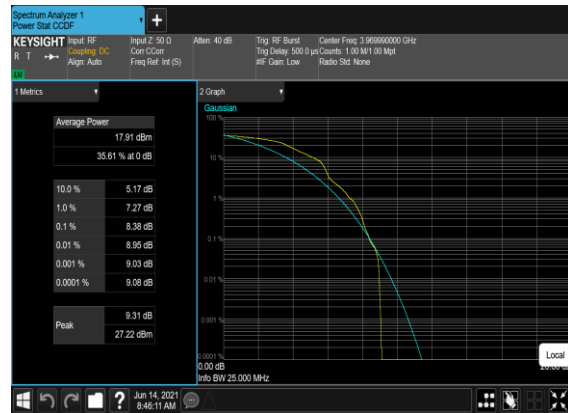 Spectrum Analyzer 1
Power Stat CCDF
KEYSIGHT
R T
LXI
Input: RF
Coupling: DC
Align: Auto
Input Z: 50 Ω
Corr CCorr
Freq Ref: Int (S)
Atten: 40 dB
Trig: RF Burst
Trig Delay: 500.0 µs
#IF Gain: Low
Center Freq: 3.969990000 GHz
Counts: 1.00 M/1.00 Mpt
Radio Std: None
1 Metrics
Average Power
17.91 dBm
35.61 % at 0 dB
10.0 % 5.17 dB
1.0 % 7.27 dB
0.1 % 8.38 dB
0.01 % 8.95 dB
0.001 % 9.03 dB
0.0001 % 9.08 dB
Peak
9.31 dB
27.22 dBm
2 Graph
Gaussian
100 %
10 %
1 %
0.1 %
0.01 %
0.001 %
0.0001 %
0.00 dB
Info BW 25.000 MHz
Local
Jun 14, 2021
8:46:11 AM